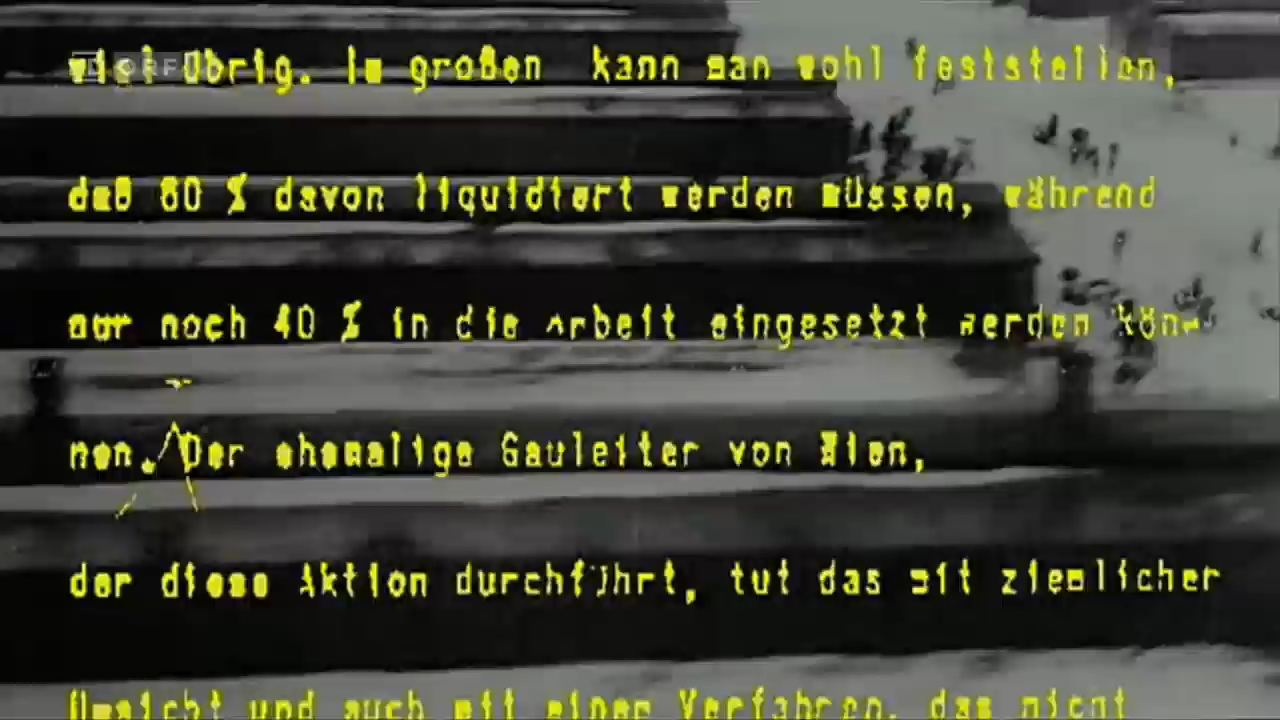 viel übrig. Im großen kann man wohl feststellen,
ORF
daß 60 % davon liquidiert werden müssen, während
nur noch 40 % in die Arbeit eingesetzt werden kön-
nen. Der ehemalige Gauleiter von Wien,
der diese Aktion durchführt, tut das mit ziemlicher
Umsicht und auch mit einem Verfahren, das nicht